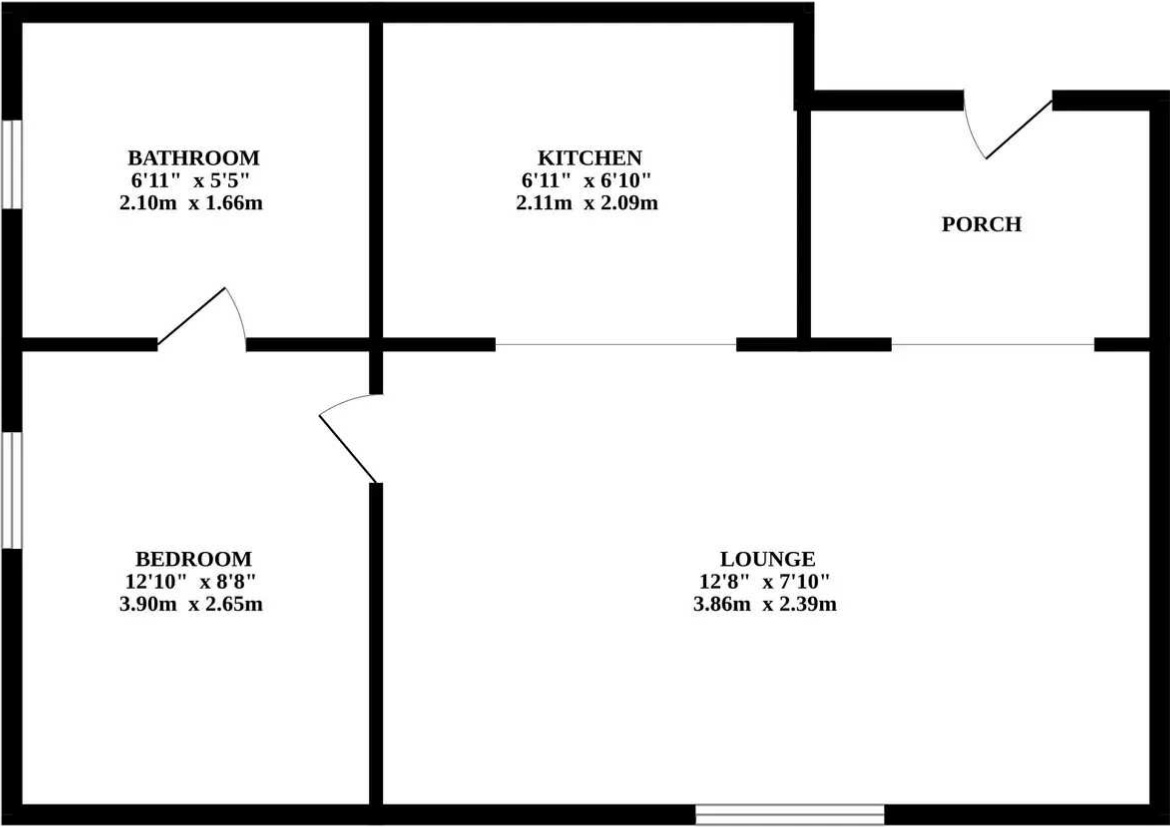 BATHROOM
6'11" x 5'5"
2.10m x 1.66m
KITCHEN
6'11" x 6'10"
2.11m x 2.09m
PORCH
BEDROOM
12'10" x 8'8"
3.90m x 2.65m
LOUNGE
12'8" x 7'10"
3.86m x 2.39m